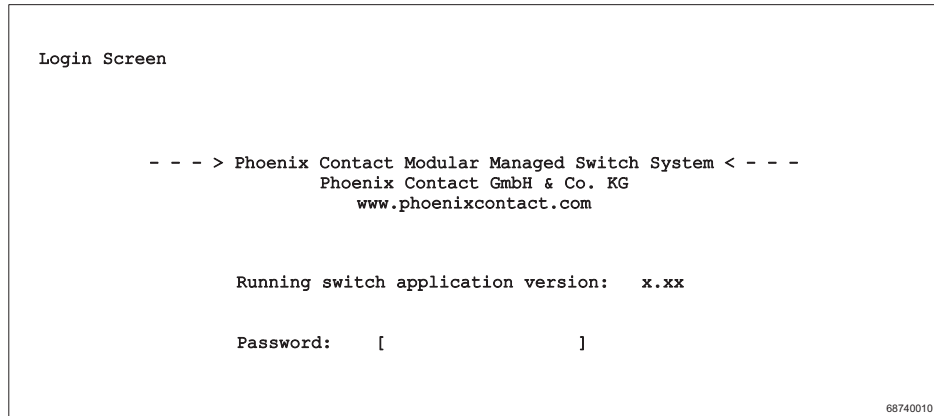 Login Screen
- - - > Phoenix Contact Modular Managed Switch System < - - -
Phoenix Contact GmbH & Co. KG
www.phoenixcontact.com
Running switch application version: x.xx
Password: [ ]
68740010